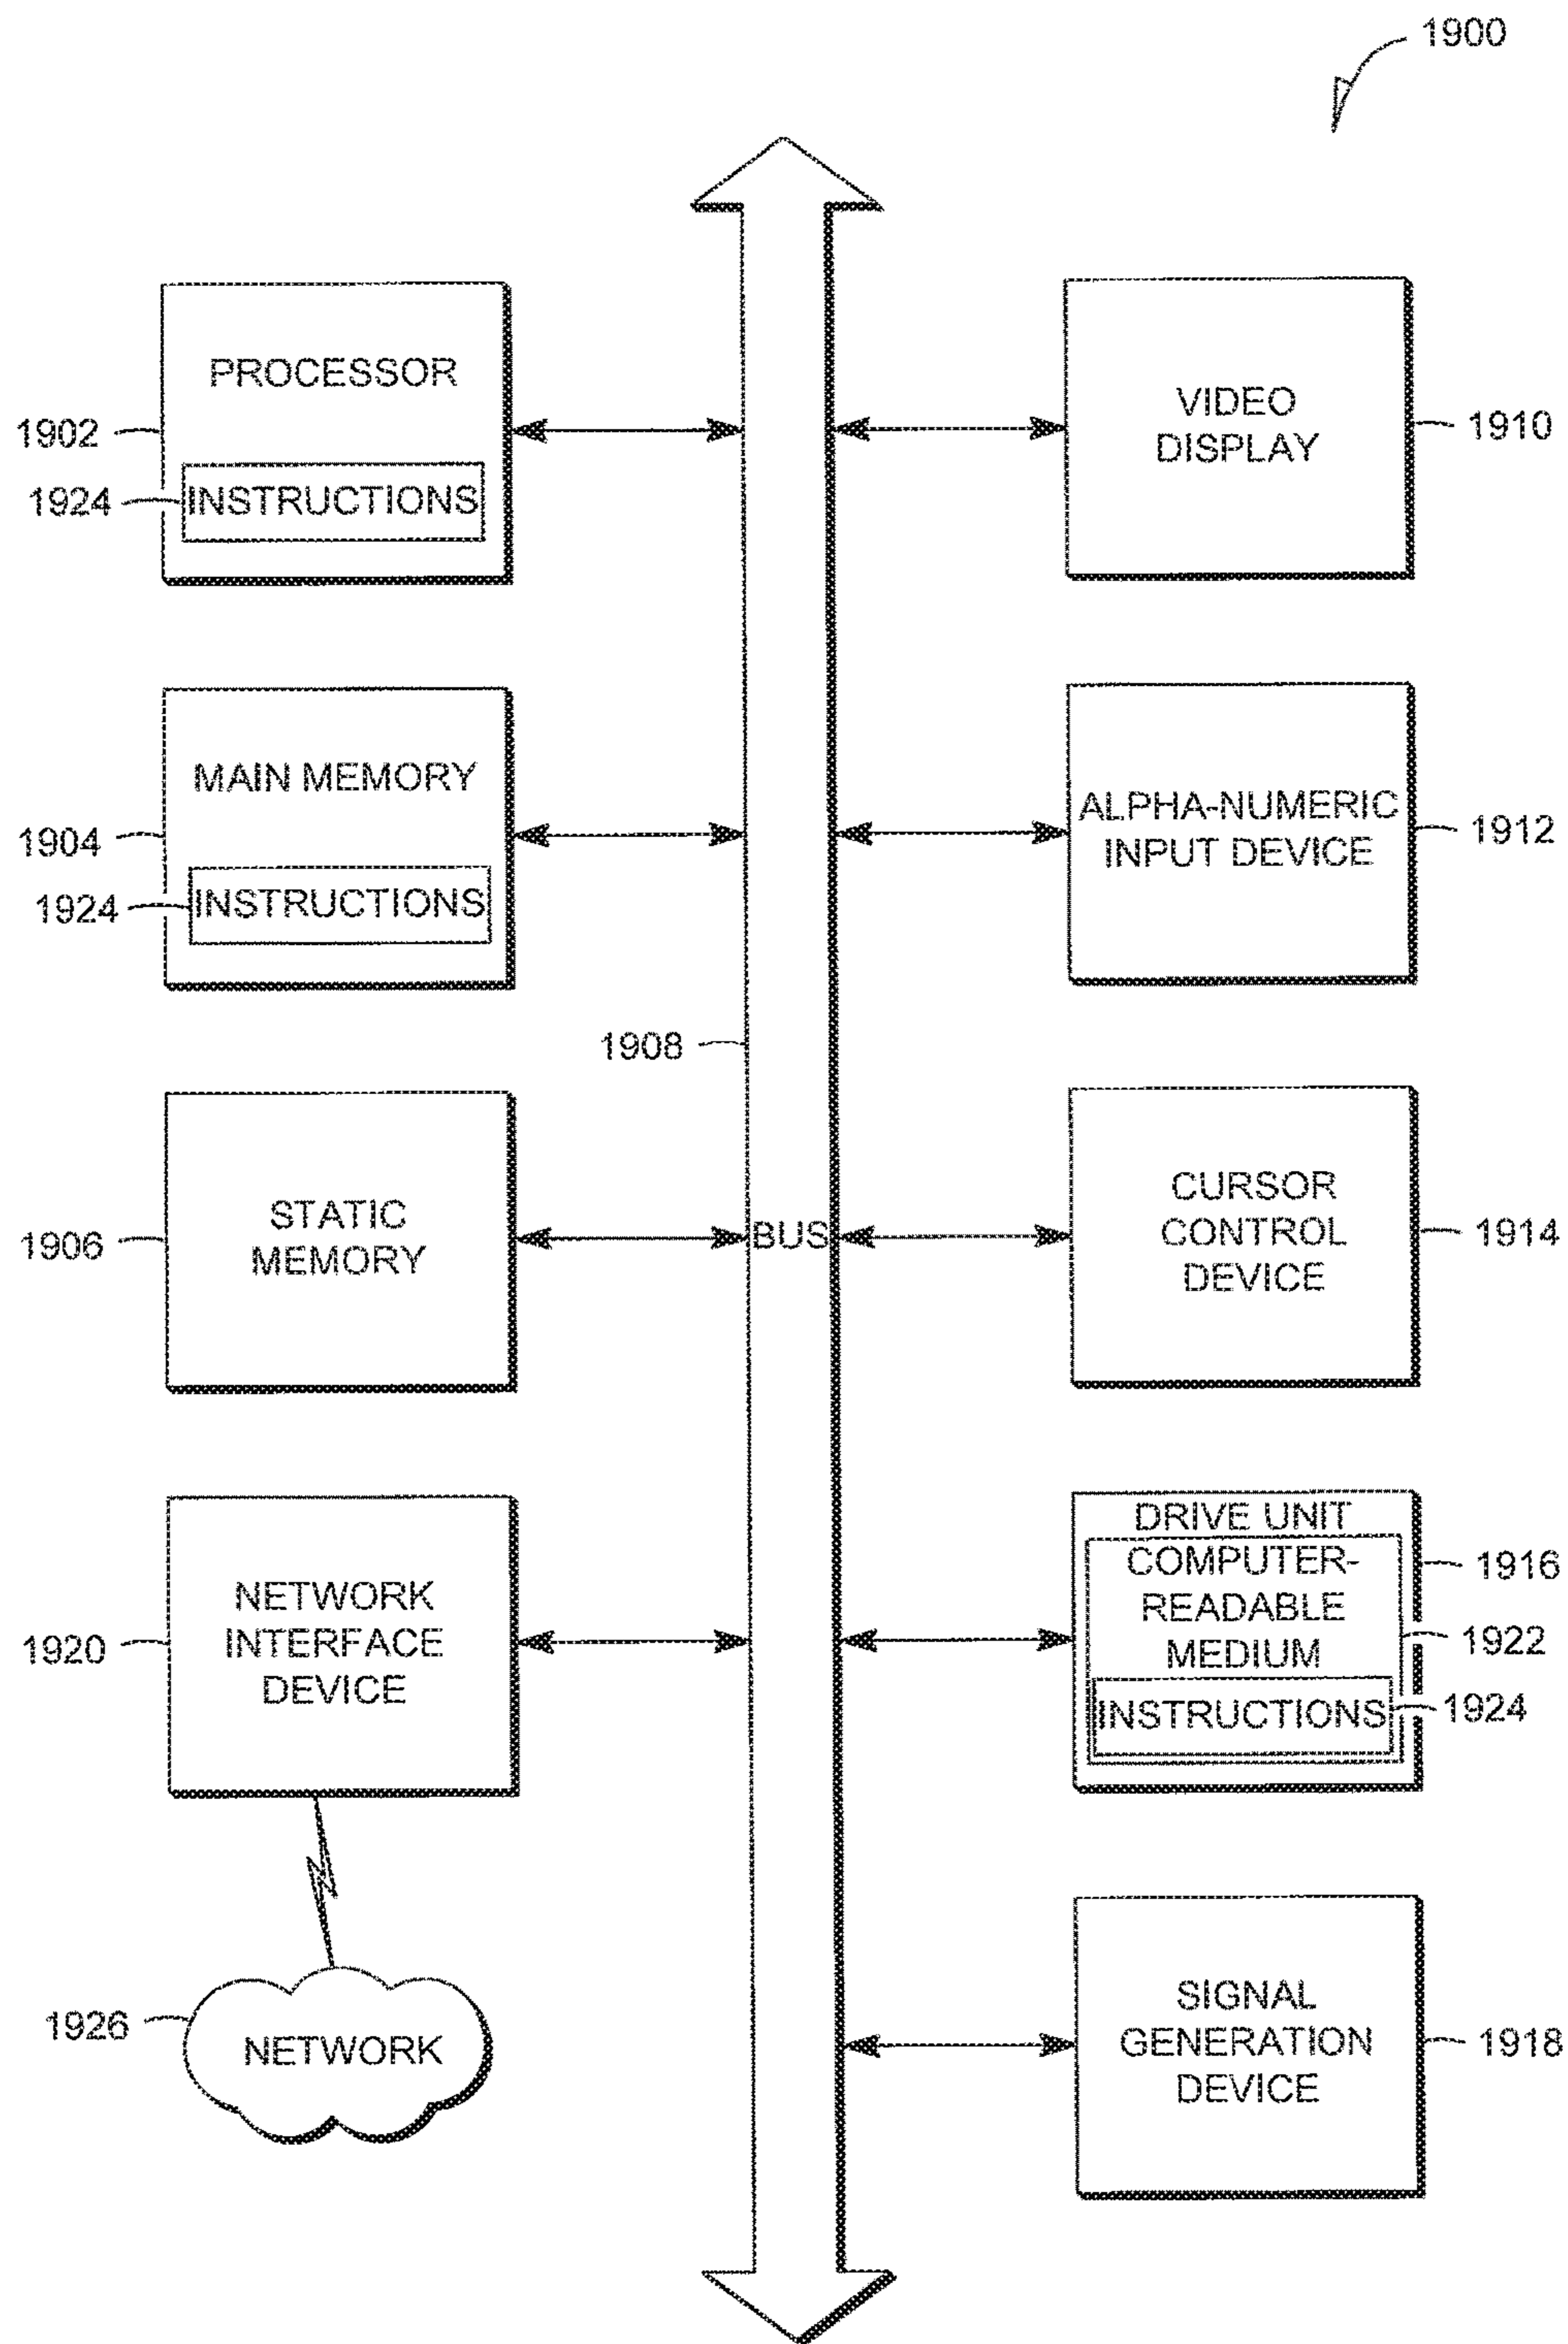 1900
PROCESSOR
1902
1924
INSTRUCTIONS
VIDEO
DISPLAY
1910
MAIN MEMORY
1904
1924
INSTRUCTIONS
ALPHA-NUMERIC
INPUT DEVICE
1912
1908
STATIC
MEMORY
1906
BUS
CURSOR
CONTROL
DEVICE
1914
NETWORK
INTERFACE
DEVICE
1920
DRIVE UNIT
COMPUTER-
READABLE
MEDIUM
INSTRUCTIONS
1916
1922
1924
1926
NETWORK
SIGNAL
GENERATION
DEVICE
1918